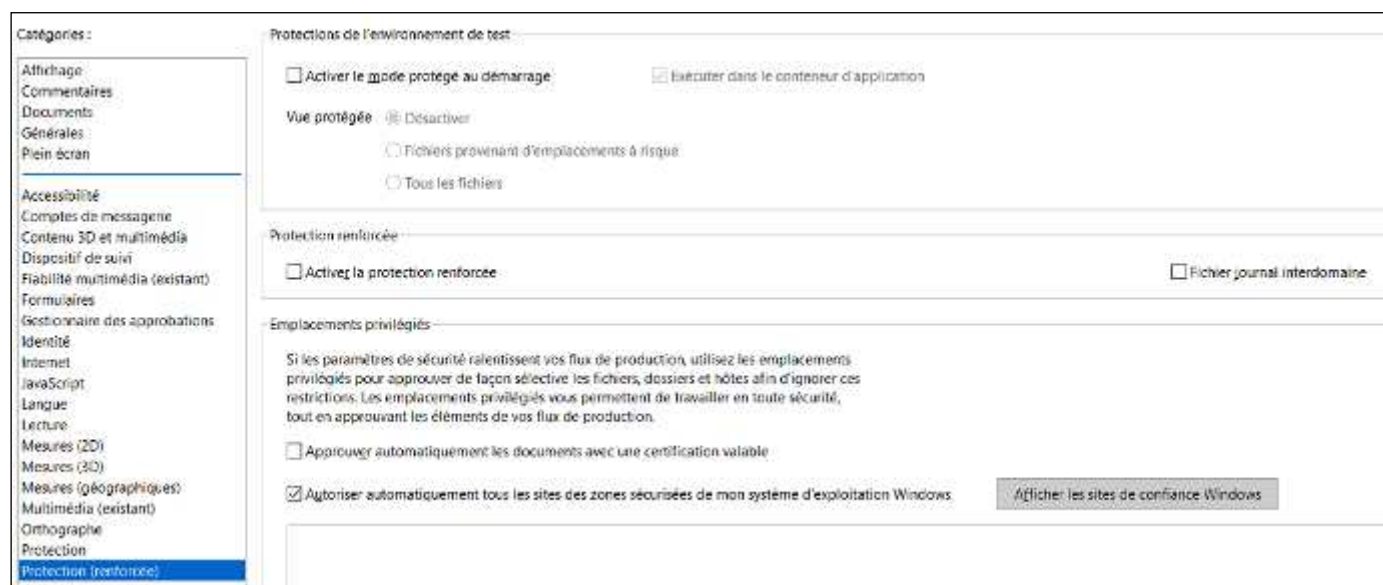 Catégories :
Affichage
Commentaires
Documents
Générales
Plein écran
Accessibilité
Comptes de messagerie
Contenu 3D et multimédia
Dispositif de suivi
Fiabilité multimédia (existant)
Formulaires
Gestionnaire des approbations
Identité
Internet
JavaScript
Langue
Lecture
Mesures (2D)
Mesures (3D)
Mesures (géographiques)
Multimédia (existant)
Orthographe
Protection
Protection (renforcée)
Protections de l'environnement de test
Activer le mode protégé au démarrage
Exécuter dans le conteneur d'application
Vue protégée
Désactiver
Fichiers provenant d'emplacements à risque
Tous les fichiers
Protection renforcée
Activer la protection renforcée
Fichier journal interdomaine
Emplacements privilégiés
Si les paramètres de sécurité ralentissent vos flux de production, utilisez les emplacements
privilégiés pour approuver de façon sélective les fichiers, dossiers et hôtes afin d'ignorer ces
restrictions. Les emplacements privilégiés vous permettent de travailler en toute sécurité,
tout en approuvant les éléments de vos flux de production.
Approuver automatiquement les documents avec une certification valable
Autoriser automatiquement tous les sites des zones sécurisées de mon système d'exploitation Windows
Afficher les sites de confiance Windows